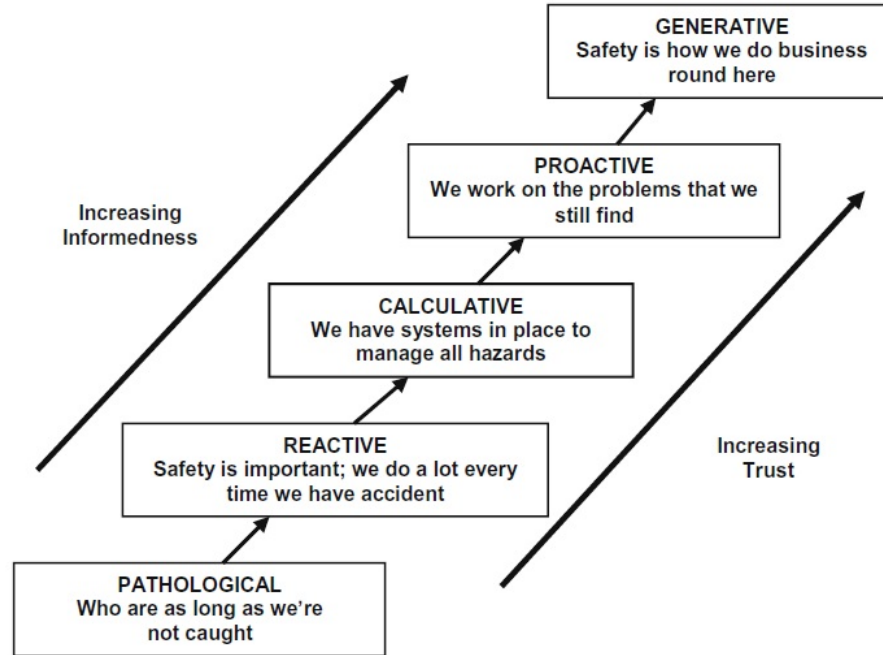 GENERATIVE
Safety is how we do business
round here
PROACTIVE
We work on the problems that we
still find
Increasing
Informedness
CALCULATIVE
We have systems in place to
manage all hazards
REACTIVE
Safety is important; we do a lot every
time we have accident
Increasing
Trust
PATHOLOGICAL
Who are as long as we're
not caught